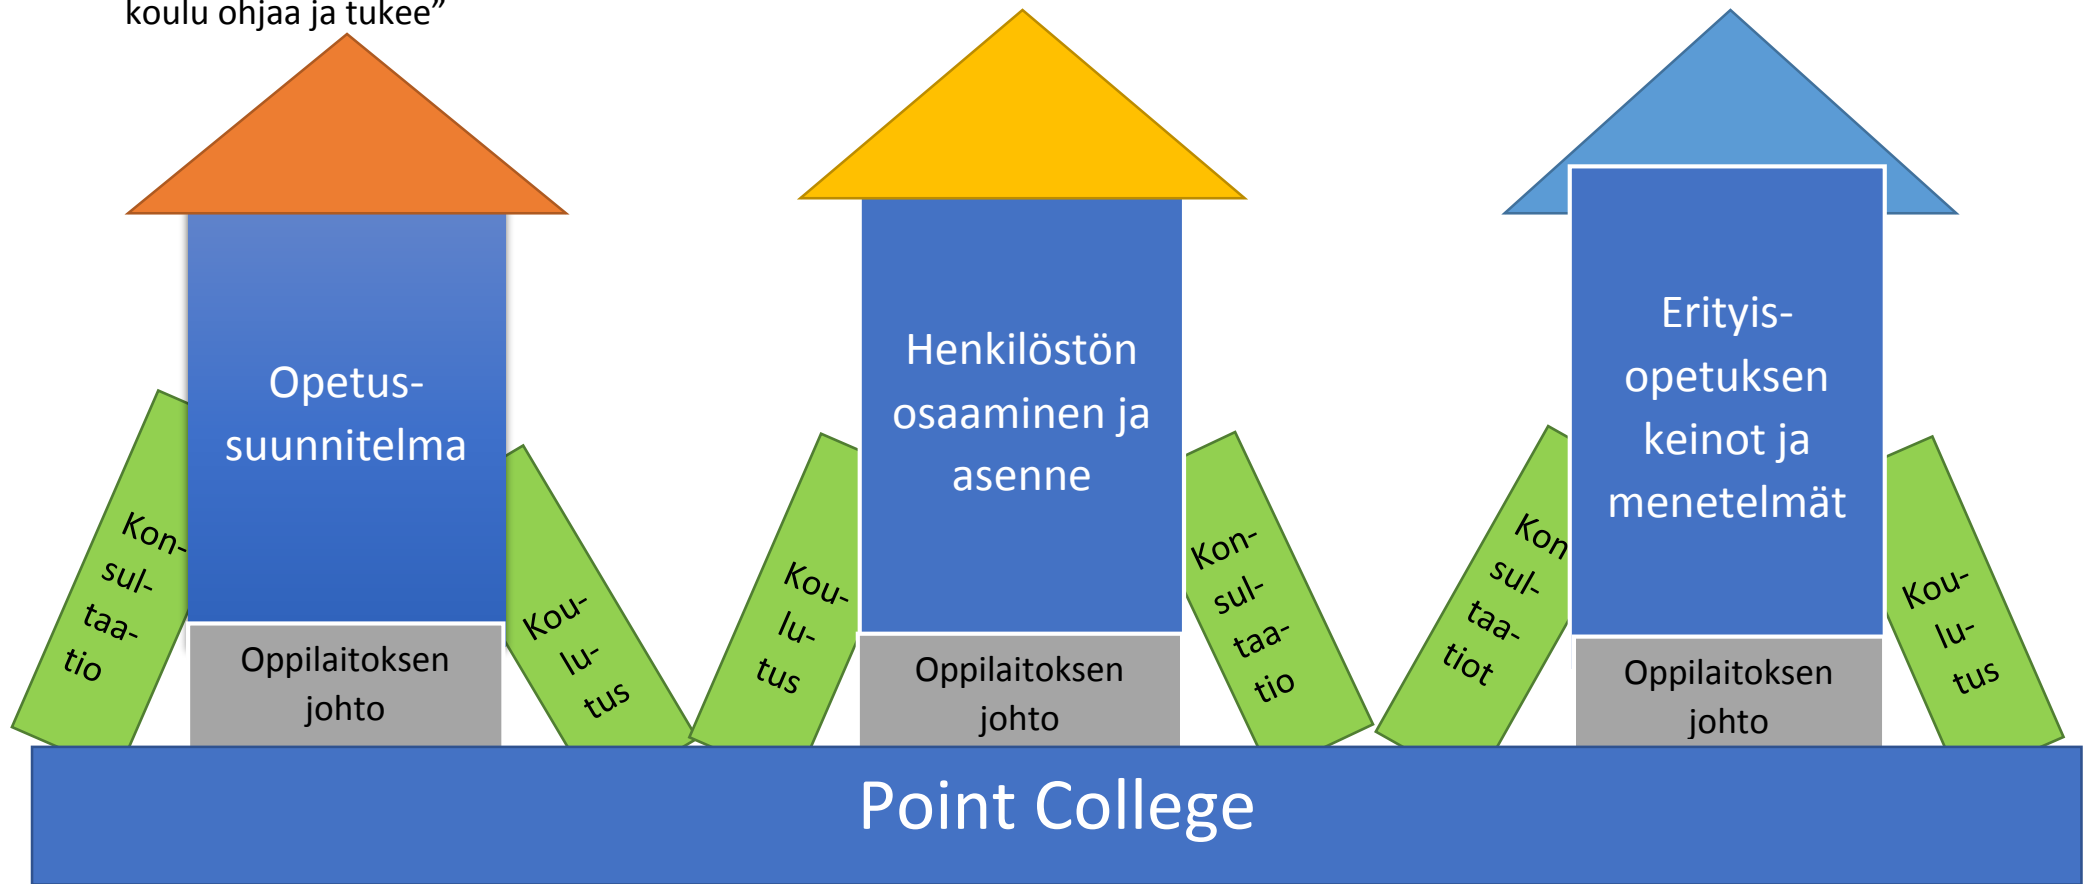 koulu ohjaa ja tukee”
Opetus-
suunnitelma
Kon-
sul-
taa-
tio
Kou-
lu-
tus
Oppilaitoksen
johto
Henkilöstön
osaaminen ja
asenne
Kou-
lu-
tus
Kon-
sul-
taa-
tio
Oppilaitoksen
johto
Erityis-
opetuksen
keinot ja
menetelmät
Kon
sul-
taa-
tiot
Kou-
lu-
tus
Oppilaitoksen
johto
Point College